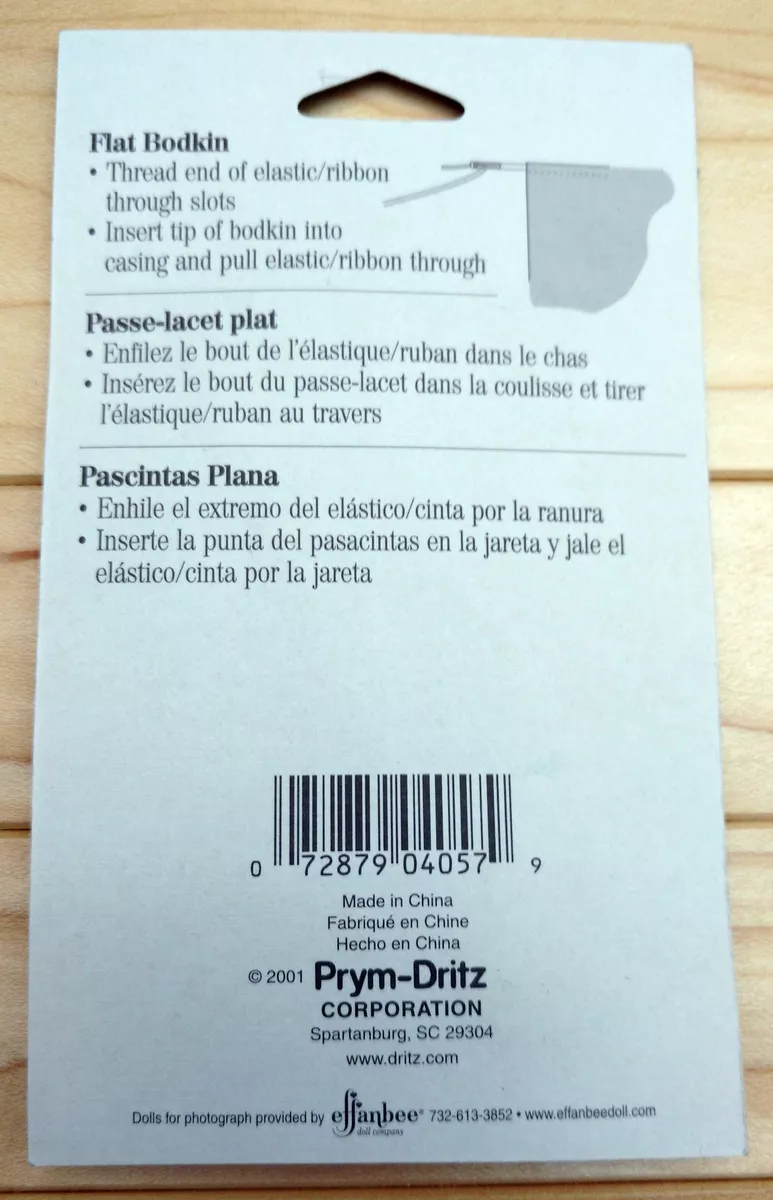 Flat Bodkin
• Thread end of elastic/ribbon
through slots
• Insert tip of bodkin into
casing and pull elastic/ribbon through
Passe-lacet plat
• Enfilez le bout de l'élastique/ruban dans le chas
• Insérez le bout du passe-lacet dans la coulisse et tirer
l'élastique/ruban au travers
Pascintas Plana
• Enhile el extremo del elástico/cinta por la ranura
• Inserte la punta del pasacintas en la jareta y jale el
elástico/cinta por la jareta
0 72879 04057 9
Made in China
Fabriqué en Chine
Hecho en China
© 2001 Prym-Dritz
CORPORATION
Spartanburg, SC 29304
www.dritz.com
Dolls for photograph provided by effanbee® 732-613-3852 • www.effanbeedoll.com
doll company